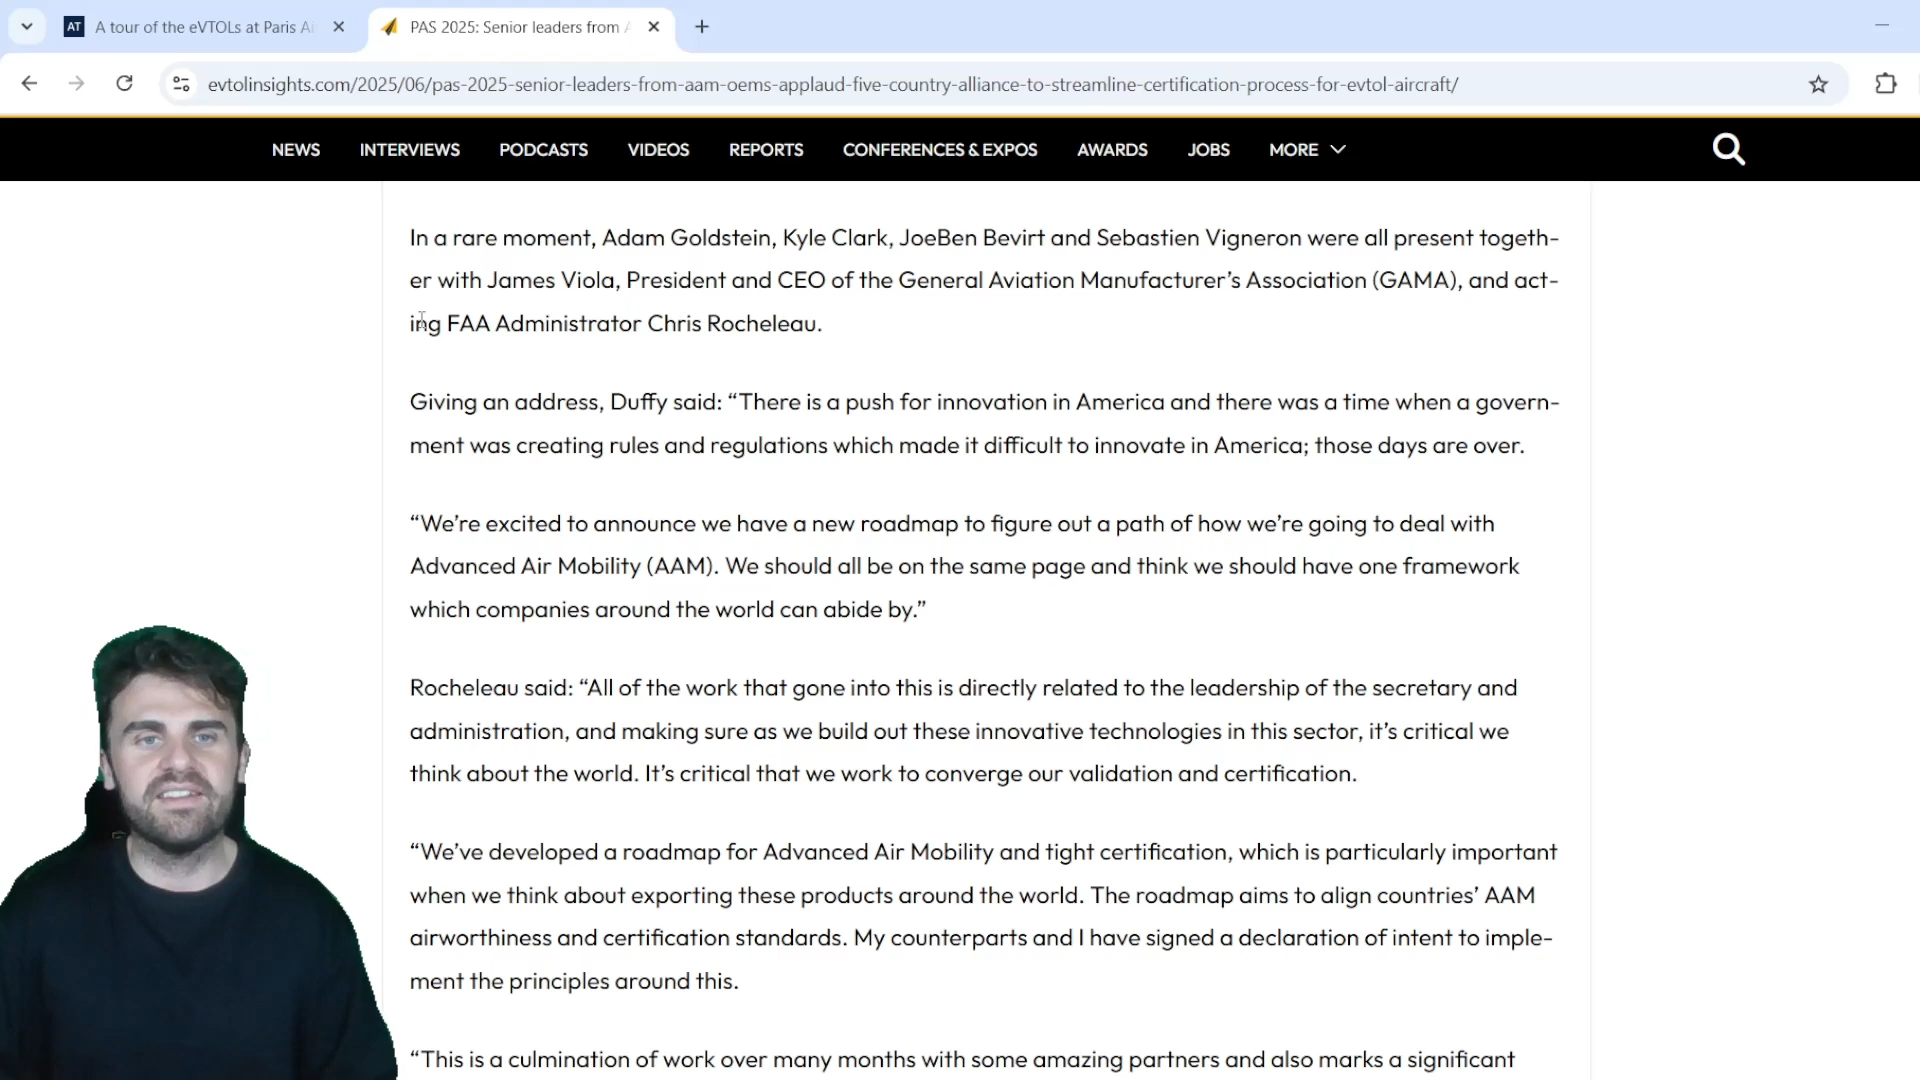 AT A tour of the eVTOLs at Paris Ai
PAS 2025: Senior leaders from A
evtolinsights.com/2025/06/pas-2025-senior-leaders-from-aam-oems-applaud-five-country-alliance-to-streamline-certification-process-for-evtol-aircraft/
NEWS INTERVIEWS PODCASTS VIDEOS REPORTS CONFERENCES & EXPOS AWARDS JOBS MORE
In a rare moment, Adam Goldstein, Kyle Clark, JoeBen Bevirt and Sebastien Vigneron were all present togeth-
er with James Viola, President and CEO of the General Aviation Manufacturer’s Association (GAMA), and act-
ing FAA Administrator Chris Rocheleau.
Giving an address, Duffy said: “There is a push for innovation in America and there was a time when a govern-
ment was creating rules and regulations which made it difficult to innovate in America; those days are over.
“We’re excited to announce we have a new roadmap to figure out a path of how we’re going to deal with
Advanced Air Mobility (AAM). We should all be on the same page and think we should have one framework
which companies around the world can abide by.”
Rocheleau said: “All of the work that gone into this is directly related to the leadership of the secretary and
administration, and making sure as we build out these innovative technologies in this sector, it’s critical we
think about the world. It’s critical that we work to converge our validation and certification.
“We’ve developed a roadmap for Advanced Air Mobility and tight certification, which is particularly important
when we think about exporting these products around the world. The roadmap aims to align countries’ AAM
airworthiness and certification standards. My counterparts and I have signed a declaration of intent to imple-
ment the principles around this.
“This is a culmination of work over many months with some amazing partners and also marks a significant